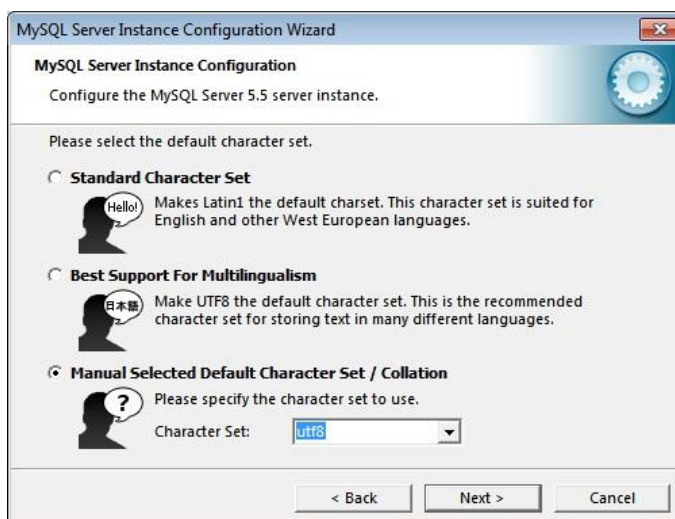 MySQL Server Instance Configuration Wizard
MySQL Server Instance Configuration
Configure the MySQL Server 5.5 server instance.
Please select the default character set.
Standard Character Set
Hello!
Makes Latin1 the default charset. This character set is suited for
English and other West European languages.
Best Support For Multilingualism
日本語
Make UTF8 the default character set. This is the recommended
character set for storing text in many different languages.
Manual Selected Default Character Set / Collation
?
Please specify the character set to use.
Character Set: utf8
< Back Next > Cancel